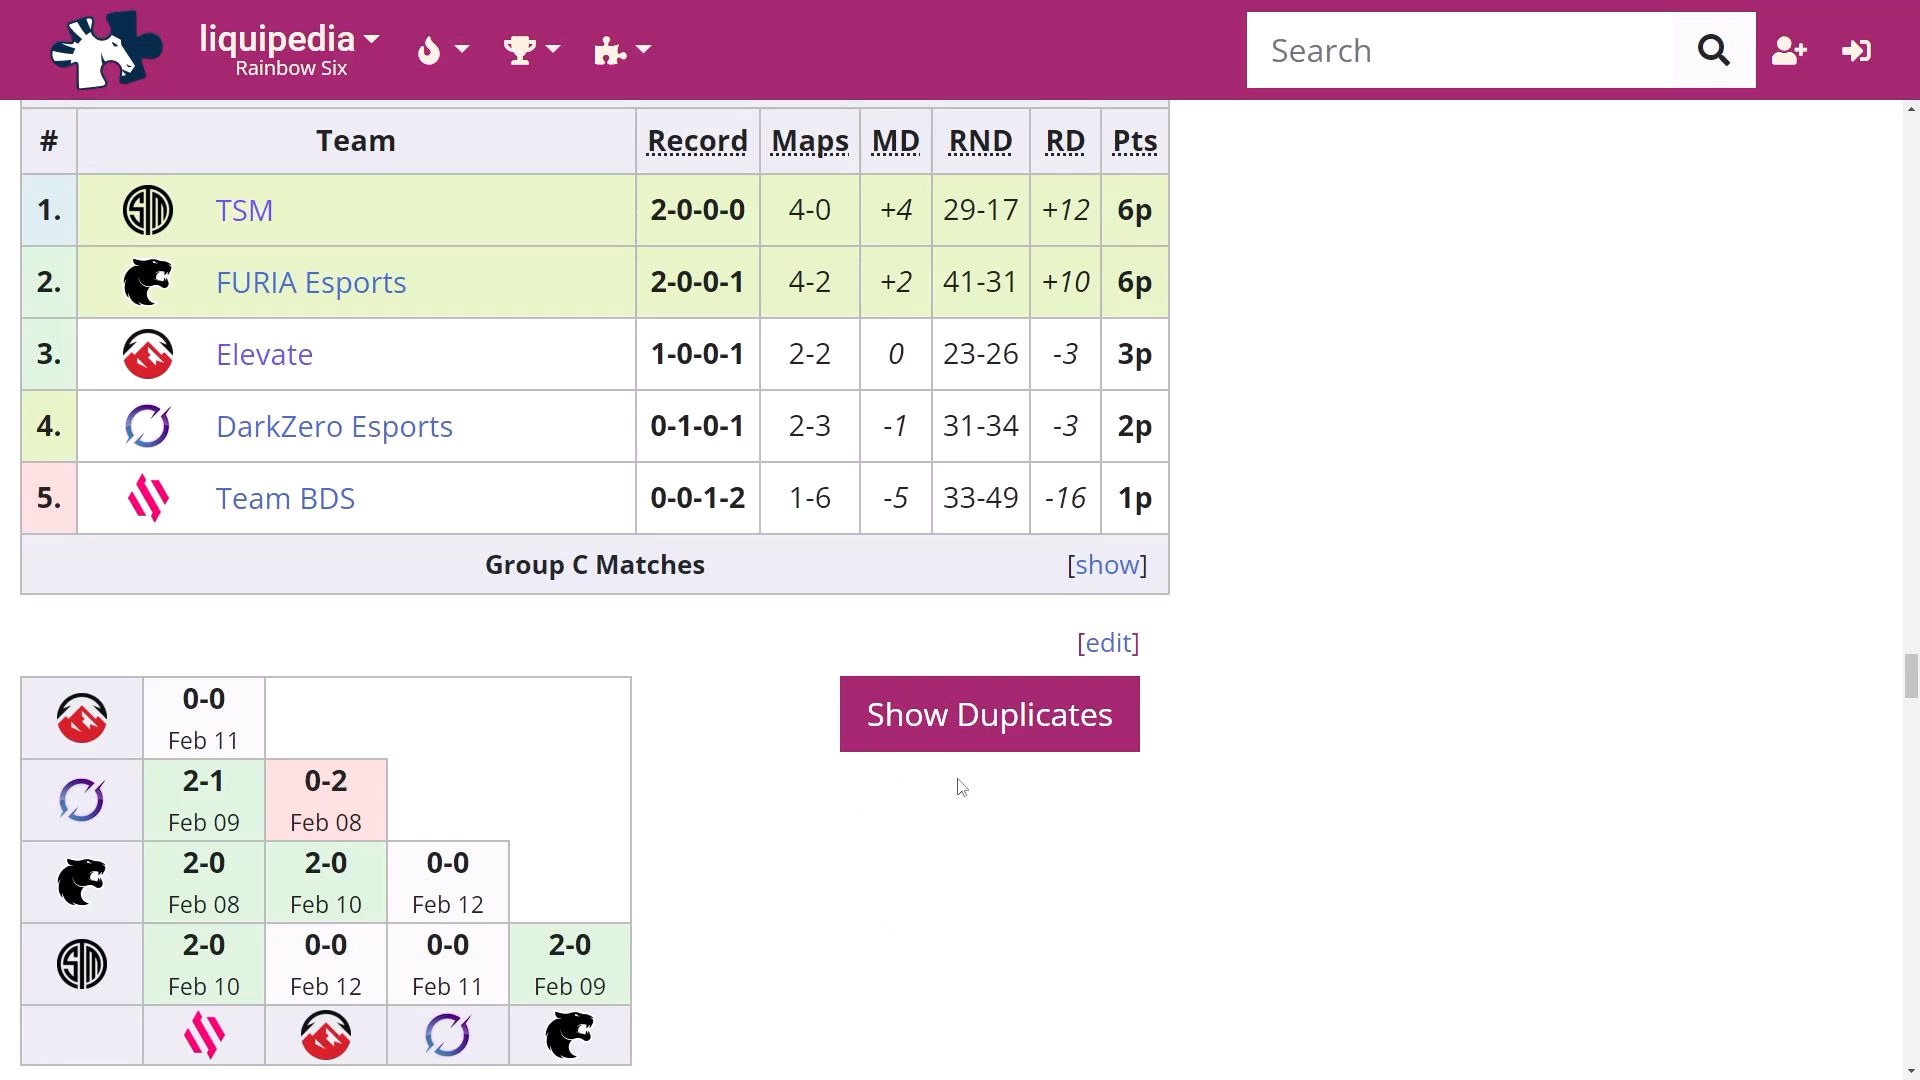 liquipedia
Rainbow Six
Search
# Team Record Maps MD RND RD Pts
1. TSM 2-0-0-0 4-0 +4 29-17 +12 6p
2. FURIA Esports 2-0-0-1 4-2 +2 41-31 +10 6p
3. Elevate 1-0-0-1 2-2 0 23-26 -3 3p
4. DarkZero Esports 0-1-0-1 2-3 -1 31-34 -3 2p
5. Team BDS 0-0-1-2 1-6 -5 33-49 -16 1p
Group C Matches [show]
[edit]
Show Duplicates
0-0
Feb 11
2-1 0-2
Feb 09 Feb 08
2-0 2-0 0-0
Feb 08 Feb 10 Feb 12
2-0 0-0 0-0 2-0
Feb 10 Feb 12 Feb 11 Feb 09